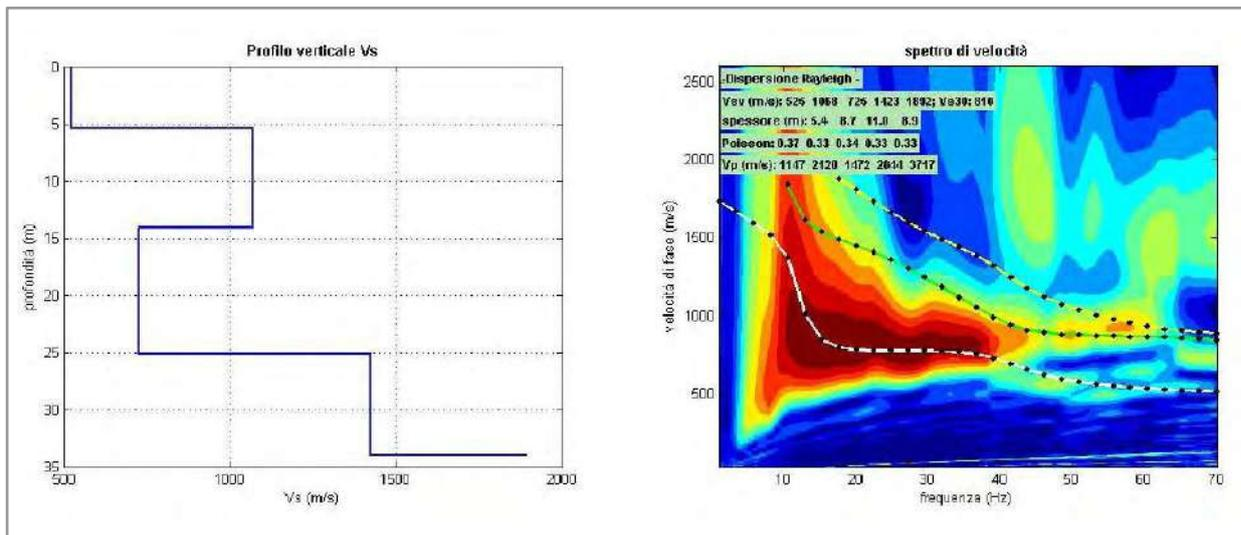 Profilo verticale Vs
0
5
10
15
20
25
30
35
profondità (m)
500
1000
1500
2000
Vs (m/s)
spettro di velocità
-Dispersione Rayleigh -
Vsv (m/s): 525 1068 725 1423 1892; Vs30: 810
spessore (m): 5.4 8.7 11.0 8.9
Poisson: 0.37 0.33 0.34 0.33 0.33
Vp (m/s): 1147 2120 1472 2844 3717
2500
2000
1500
1000
500
velocità di fase (m/s)
10
20
30
40
50
60
70
frequenza (Hz)